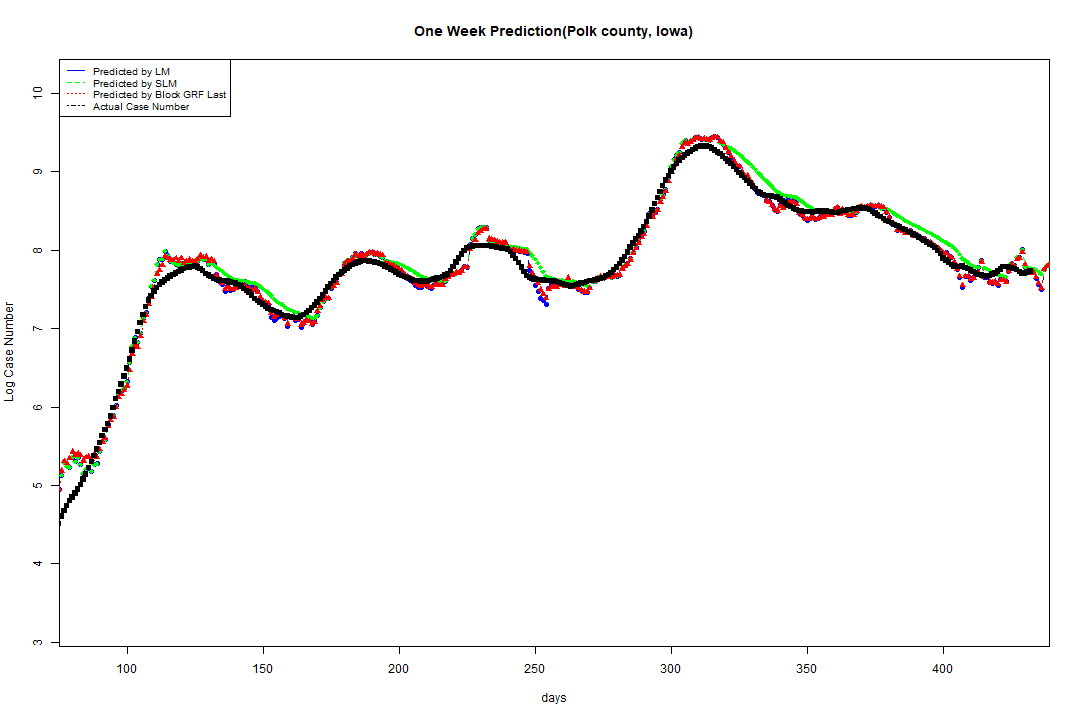 One Week Prediction(Polk county, Iowa)
Predicted by LM
Predicted by SLM
Predicted by Block GRF Last
Actual Case Number
10
9
8
7
6
5
4
3
Log Case Number
100 150 200 250 300 350 400
days